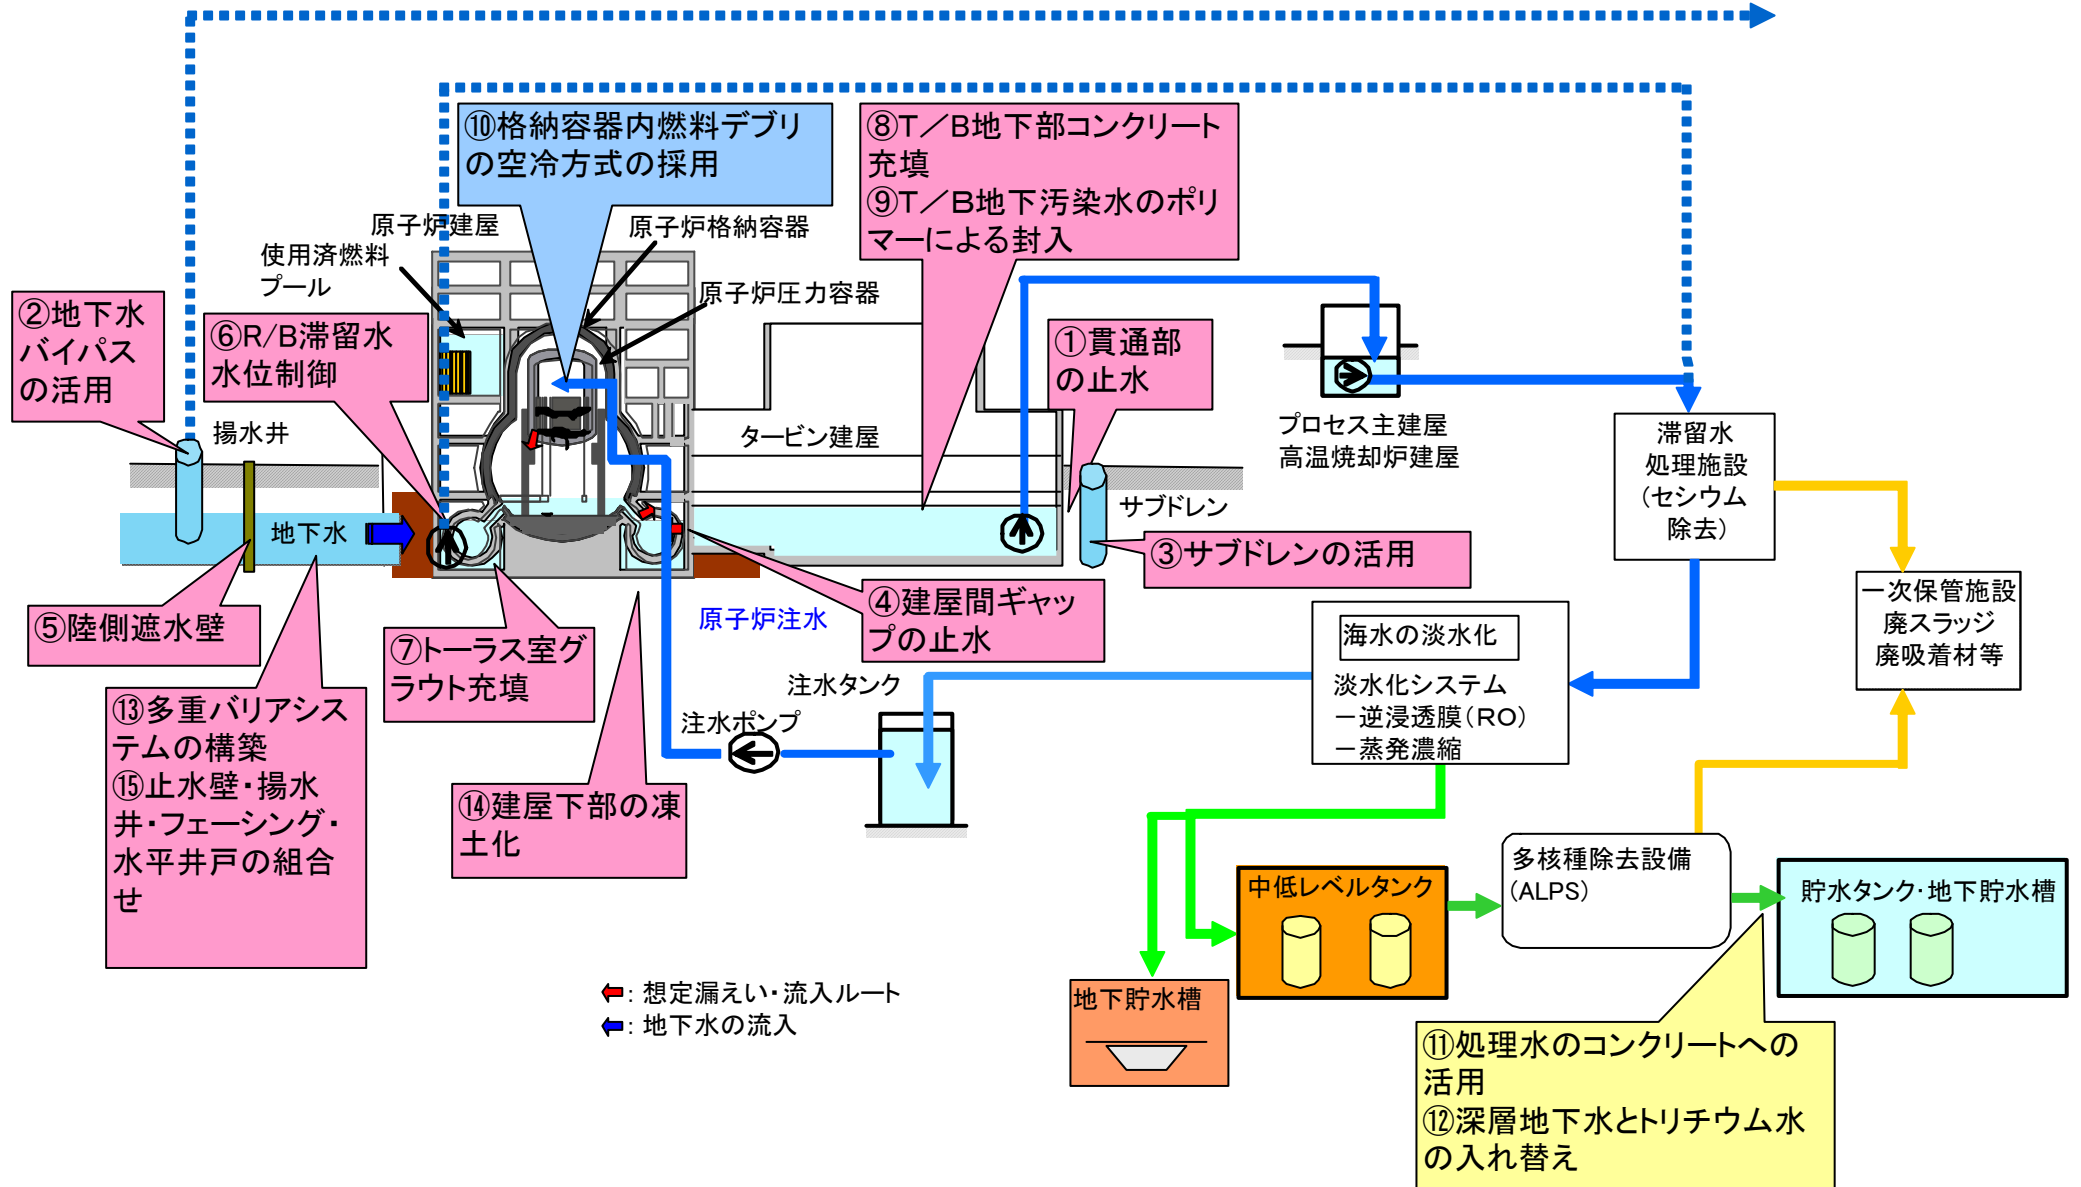 ⑩格納容器内燃料デブリ
の空冷方式の採用
⑧T/B地下部コンクリート
充填
⑨T/B地下汚染水のポリ
マーによる封入
原子炉建屋
原子炉格納容器
使用済燃料
プール
原子炉圧力容器
②地下水
バイパス
の活用
⑥R/B滞留水
水位制御
①貫通部
の止水
揚水井
タービン建屋
プロセス主建屋
高温焼却炉建屋
滞留水
処理施設
(セシウム
除去)
サブドレン
地下水
③サブドレンの活用
⑤陸側遮水壁
⑦トーラス室グ
ラウト充填
原子炉注水
④建屋間ギャッ
プの止水
一次保管施設
廃スラッジ
廃吸着材等
海水の淡水化
淡水化システム
-逆浸透膜(RO)
-蒸発濃縮
⑬多重バリアシス
テムの構築
⑮止水壁・揚水
井・フェーシング・
水平井戸の組合
せ
注水タンク
注水ポンプ
⑭建屋下部の凍
土化
中低レベルタンク
多核種除去設備
(ALPS)
貯水タンク・地下貯水槽
地下貯水槽
:想定漏えい・流入ルート
:地下水の流入
⑪処理水のコンクリートへの
活用
⑫深層地下水とトリチウム水
の入れ替え